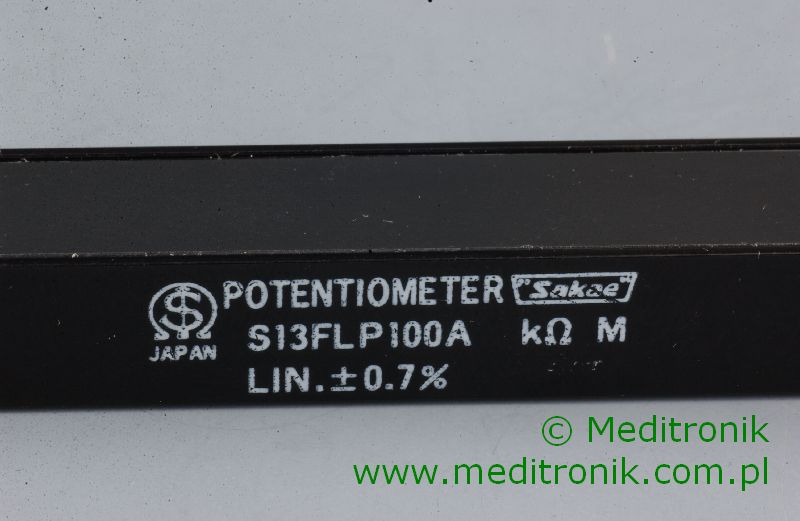 POTENTIOMETER "Sakae"
JAPAN S13FLP100A kΩ M
LIN.±0.7%
© Meditronik
www.meditronik.com.pl